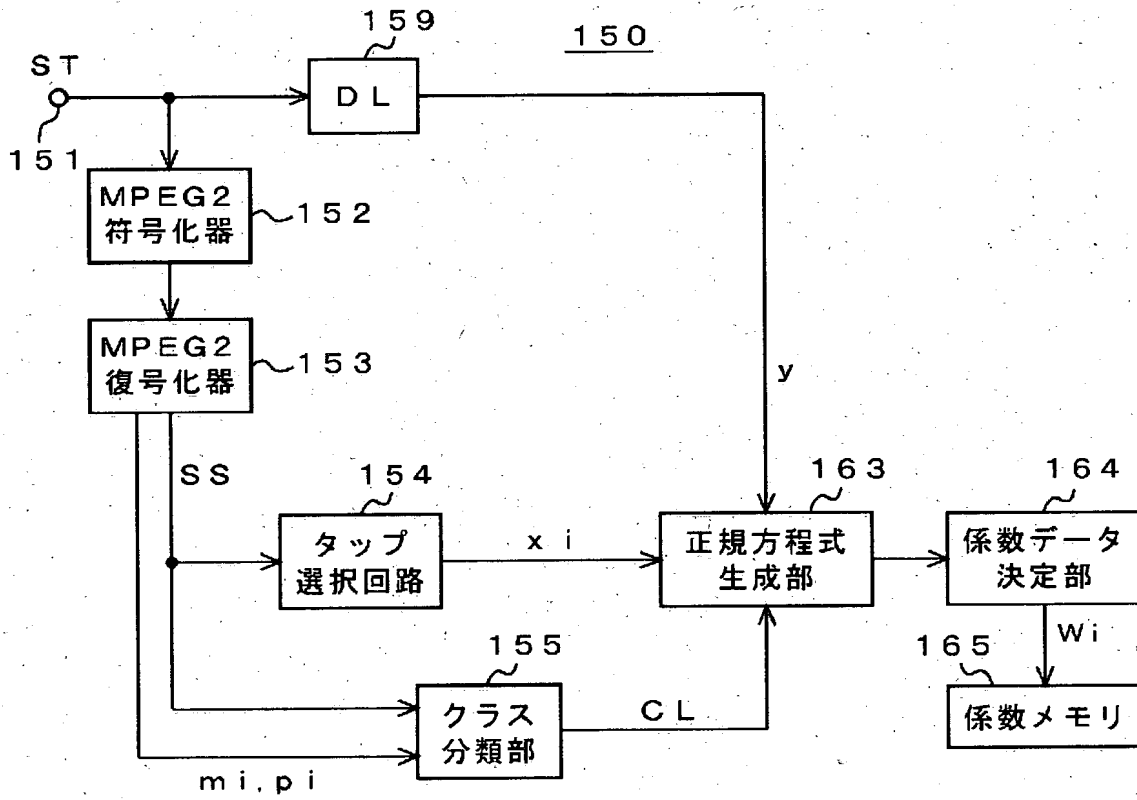 159
150
ST
DL
151
MPEG2
符号化器
152
MPEG2
復号化器
153
y
SS
154
163
164
タップ
選択回路
xi
正規方程式
生成部
係数データ
決定部
Wi
155
165
クラス
分類部
CL
係数メモリ
mi,pi